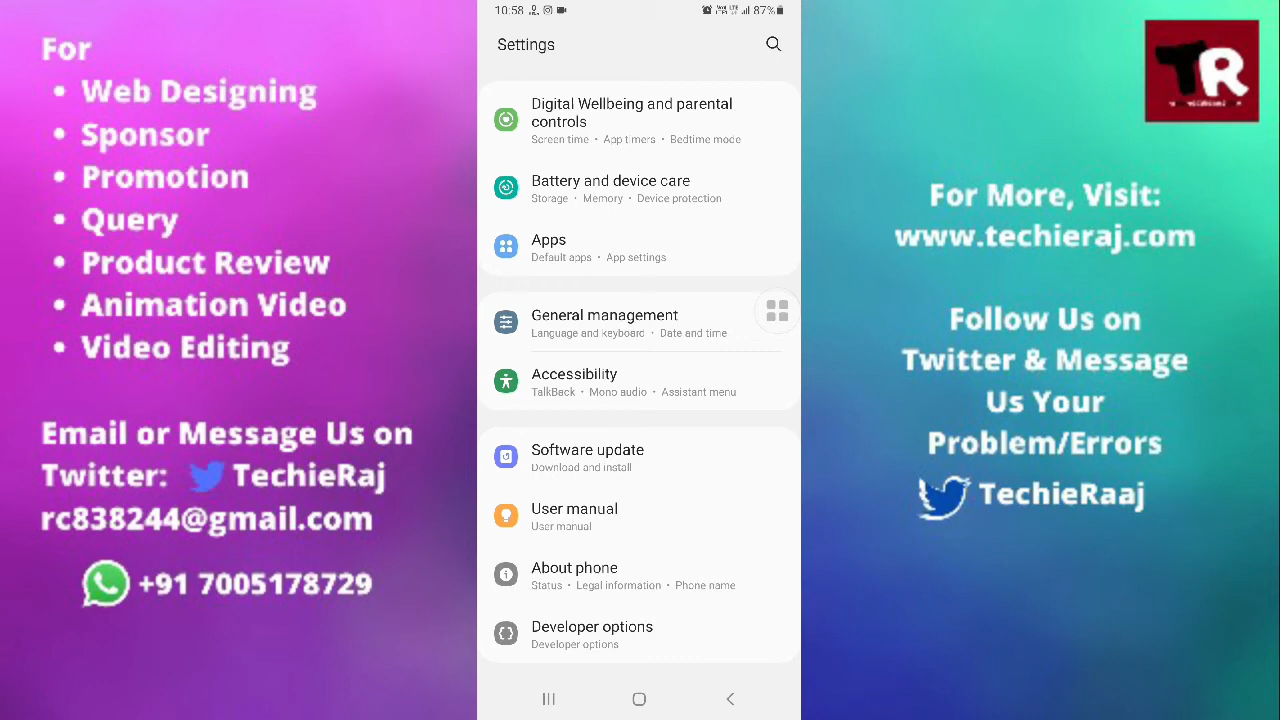 For
• Web Designing
• Sponsor
• Promotion
• Query
• Product Review
• Animation Video
• Video Editing
Email or Message Us on
Twitter: TechieRaj
rc838244@gmail.com
+91 7005178729
10:58
87%
Settings
Digital Wellbeing and parental
controls
Screen time • App timers • Bedtime mode
Battery and device care
Storage • Memory • Device protection
Apps
Default apps • App settings
General management
Language and keyboard • Date and time
Accessibility
TalkBack • Mono audio • Assistant menu
Software update
Download and install
User manual
User manual
About phone
Status • Legal information • Phone name
Developer options
Developer options
TR
For More, Visit:
www.techieraj.com
Follow Us on
Twitter & Message
Us Your
Problem/Errors
TechieRaaj